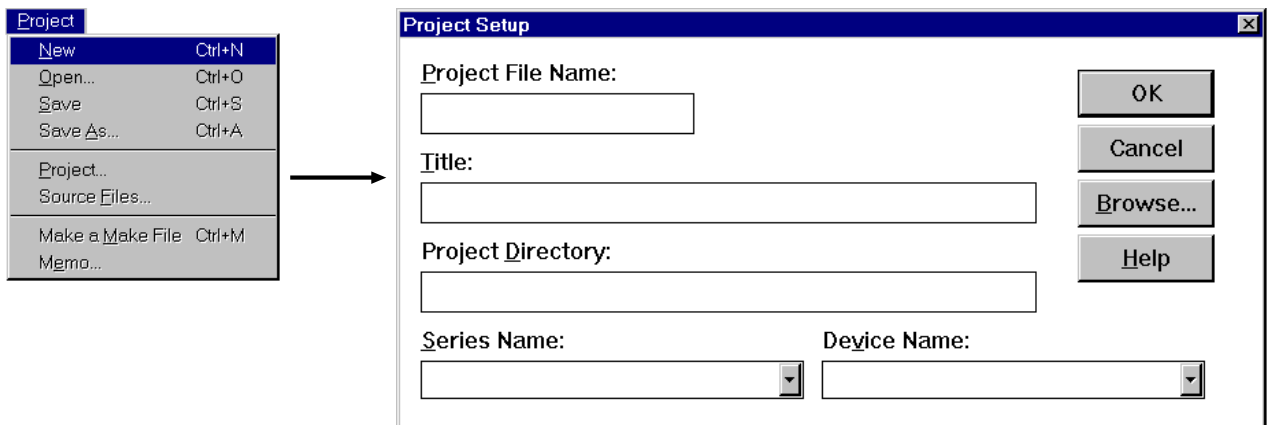 Project
New Ctrl+N
Open... Ctrl+O
Save Ctrl+S
Save As... Ctrl+A
Project...
Source Files...
Make a Make File Ctrl+M
Memo...
Project Setup
Project File Name:
OK
Title:
Cancel
Browse...
Project Directory:
Help
Series Name: Device Name: